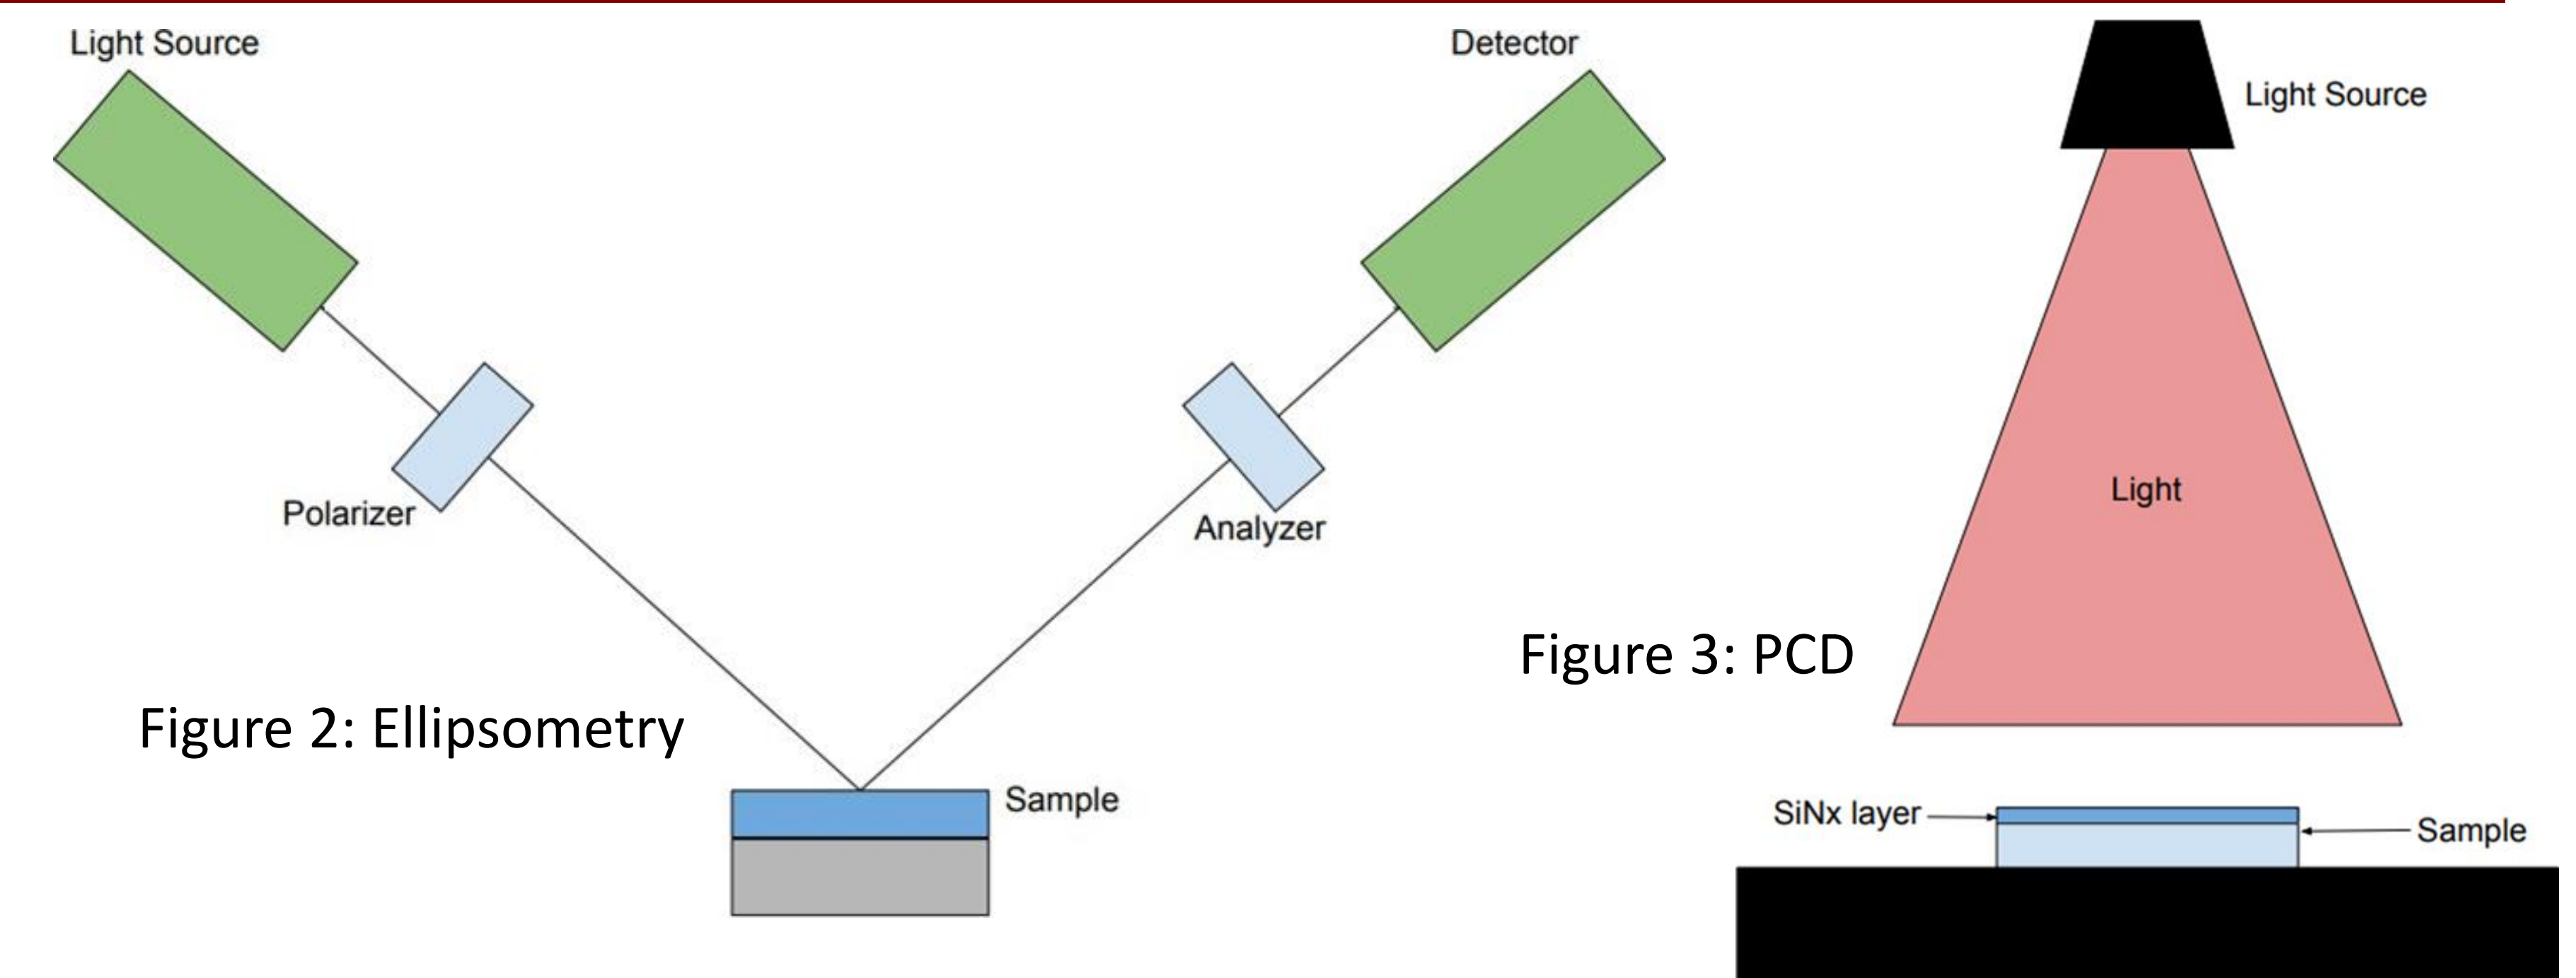 Light Source
Detector
Light Source
Polarizer
Analyzer
Light
Figure 3: PCD
Figure 2: Ellipsometry
Sample
SiNx layer
Sample